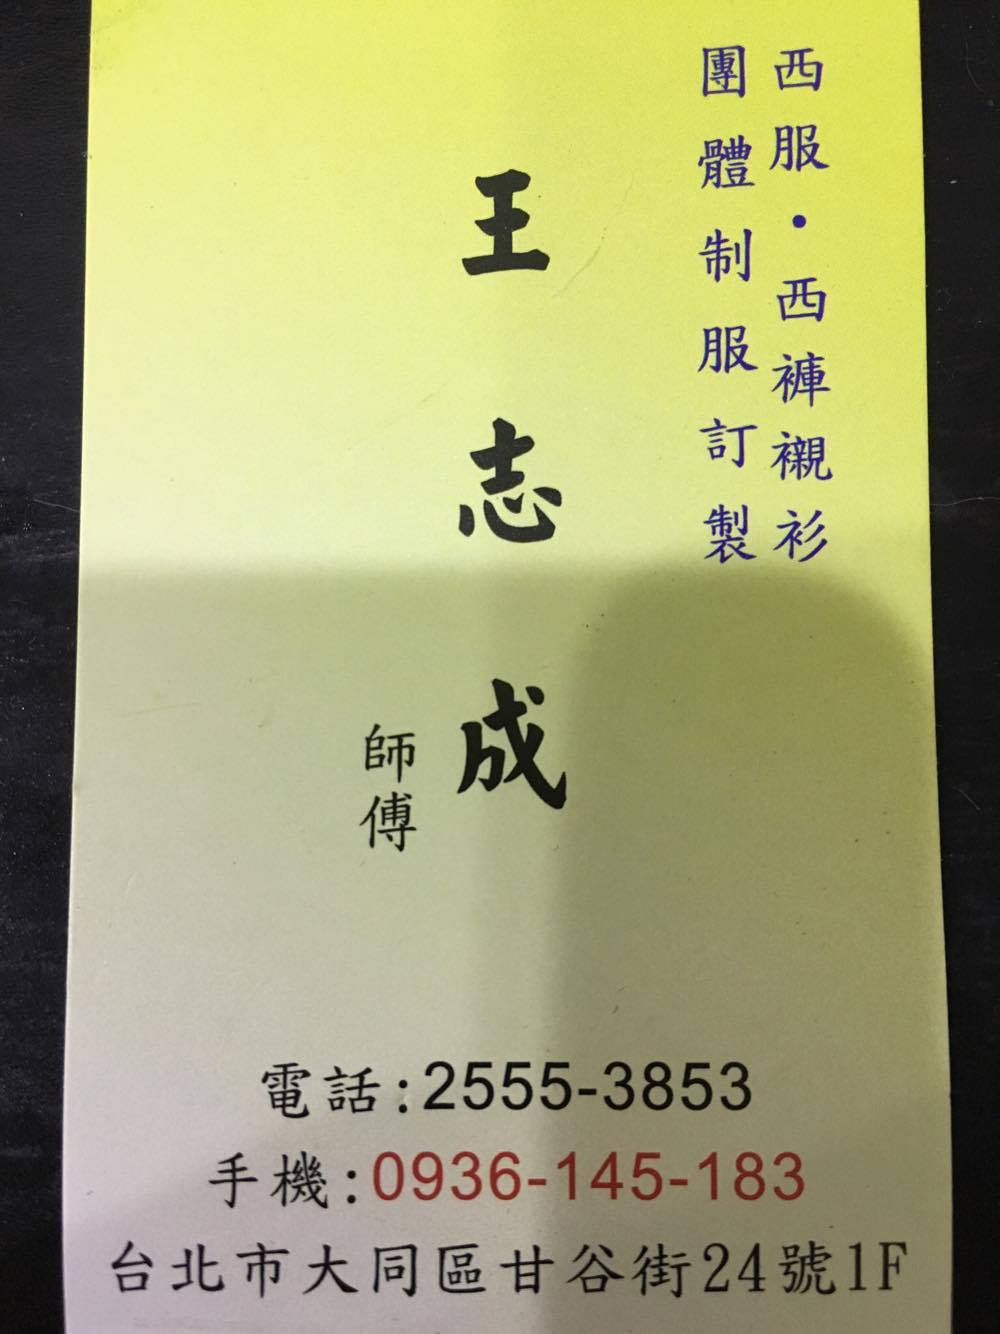 西服·西褲襯衫
團體制服訂製
王志成
師傅
電話:2555-3853
手機:0936-145-183
台北市大同區甘谷街24號1F